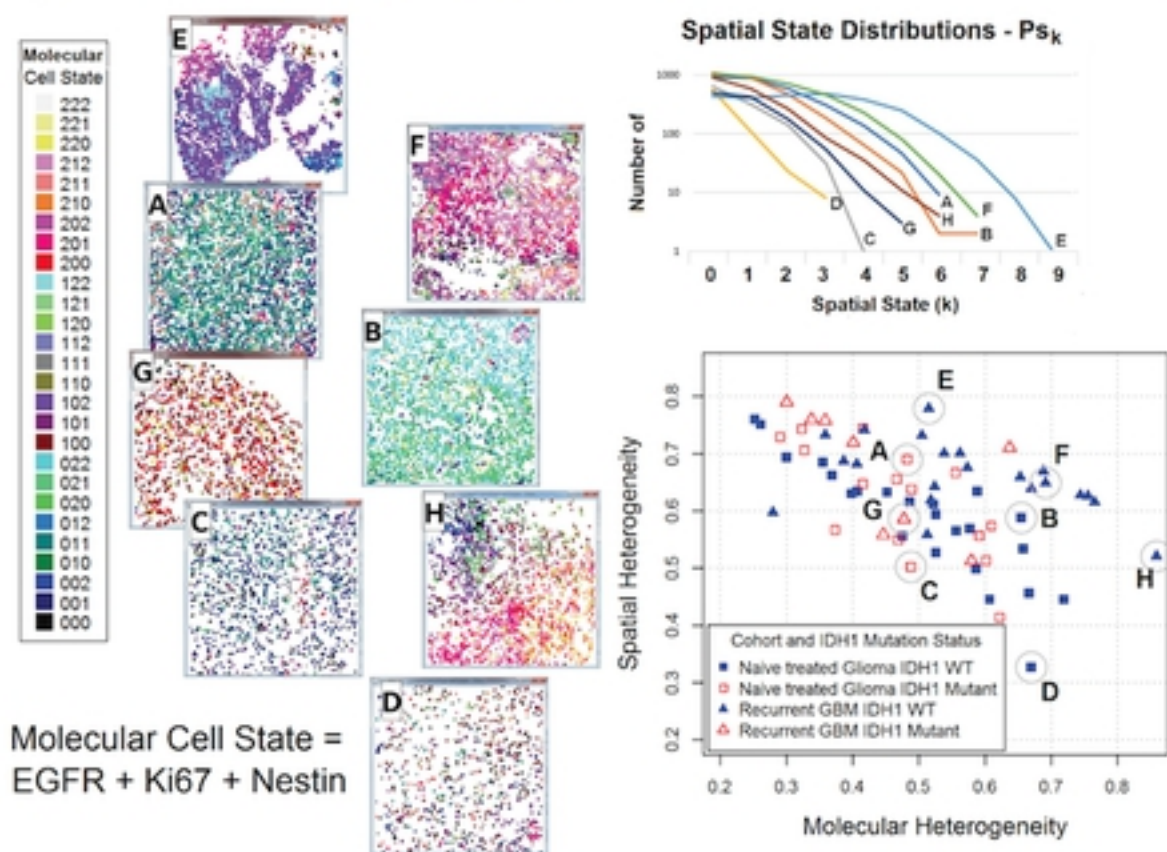 Molecular
Cell State
222
221
220
212
211
210
202
201
200
122
121
120
112
111
110
102
101
100
022
021
020
012
011
010
002
001
000
E
A
G
C
F
B
H
D
Molecular Cell State =
EGFR + Ki67 + Nestin
Spatial State Distributions - Psk
Number of
1000
100
10
1
D
C
G
A
H
B
F
E
0 1 2 3 4 5 6 7 8 9
Spatial State (k)
Spatial Heterogeneity
0.8
0.7
0.6
0.5
0.4
0.3
0.2
E
A
F
G
B
C
H
D
Cohort and IDH1 Mutation Status
Naive treated Glioma IDH1 WT
Naive treated Glioma IDH1 Mutant
Recurrent GBM IDH1 WT
Recurrent GBM IDH1 Mutant
0.2 0.3 0.4 0.5 0.6 0.7 0.8
Molecular Heterogeneity